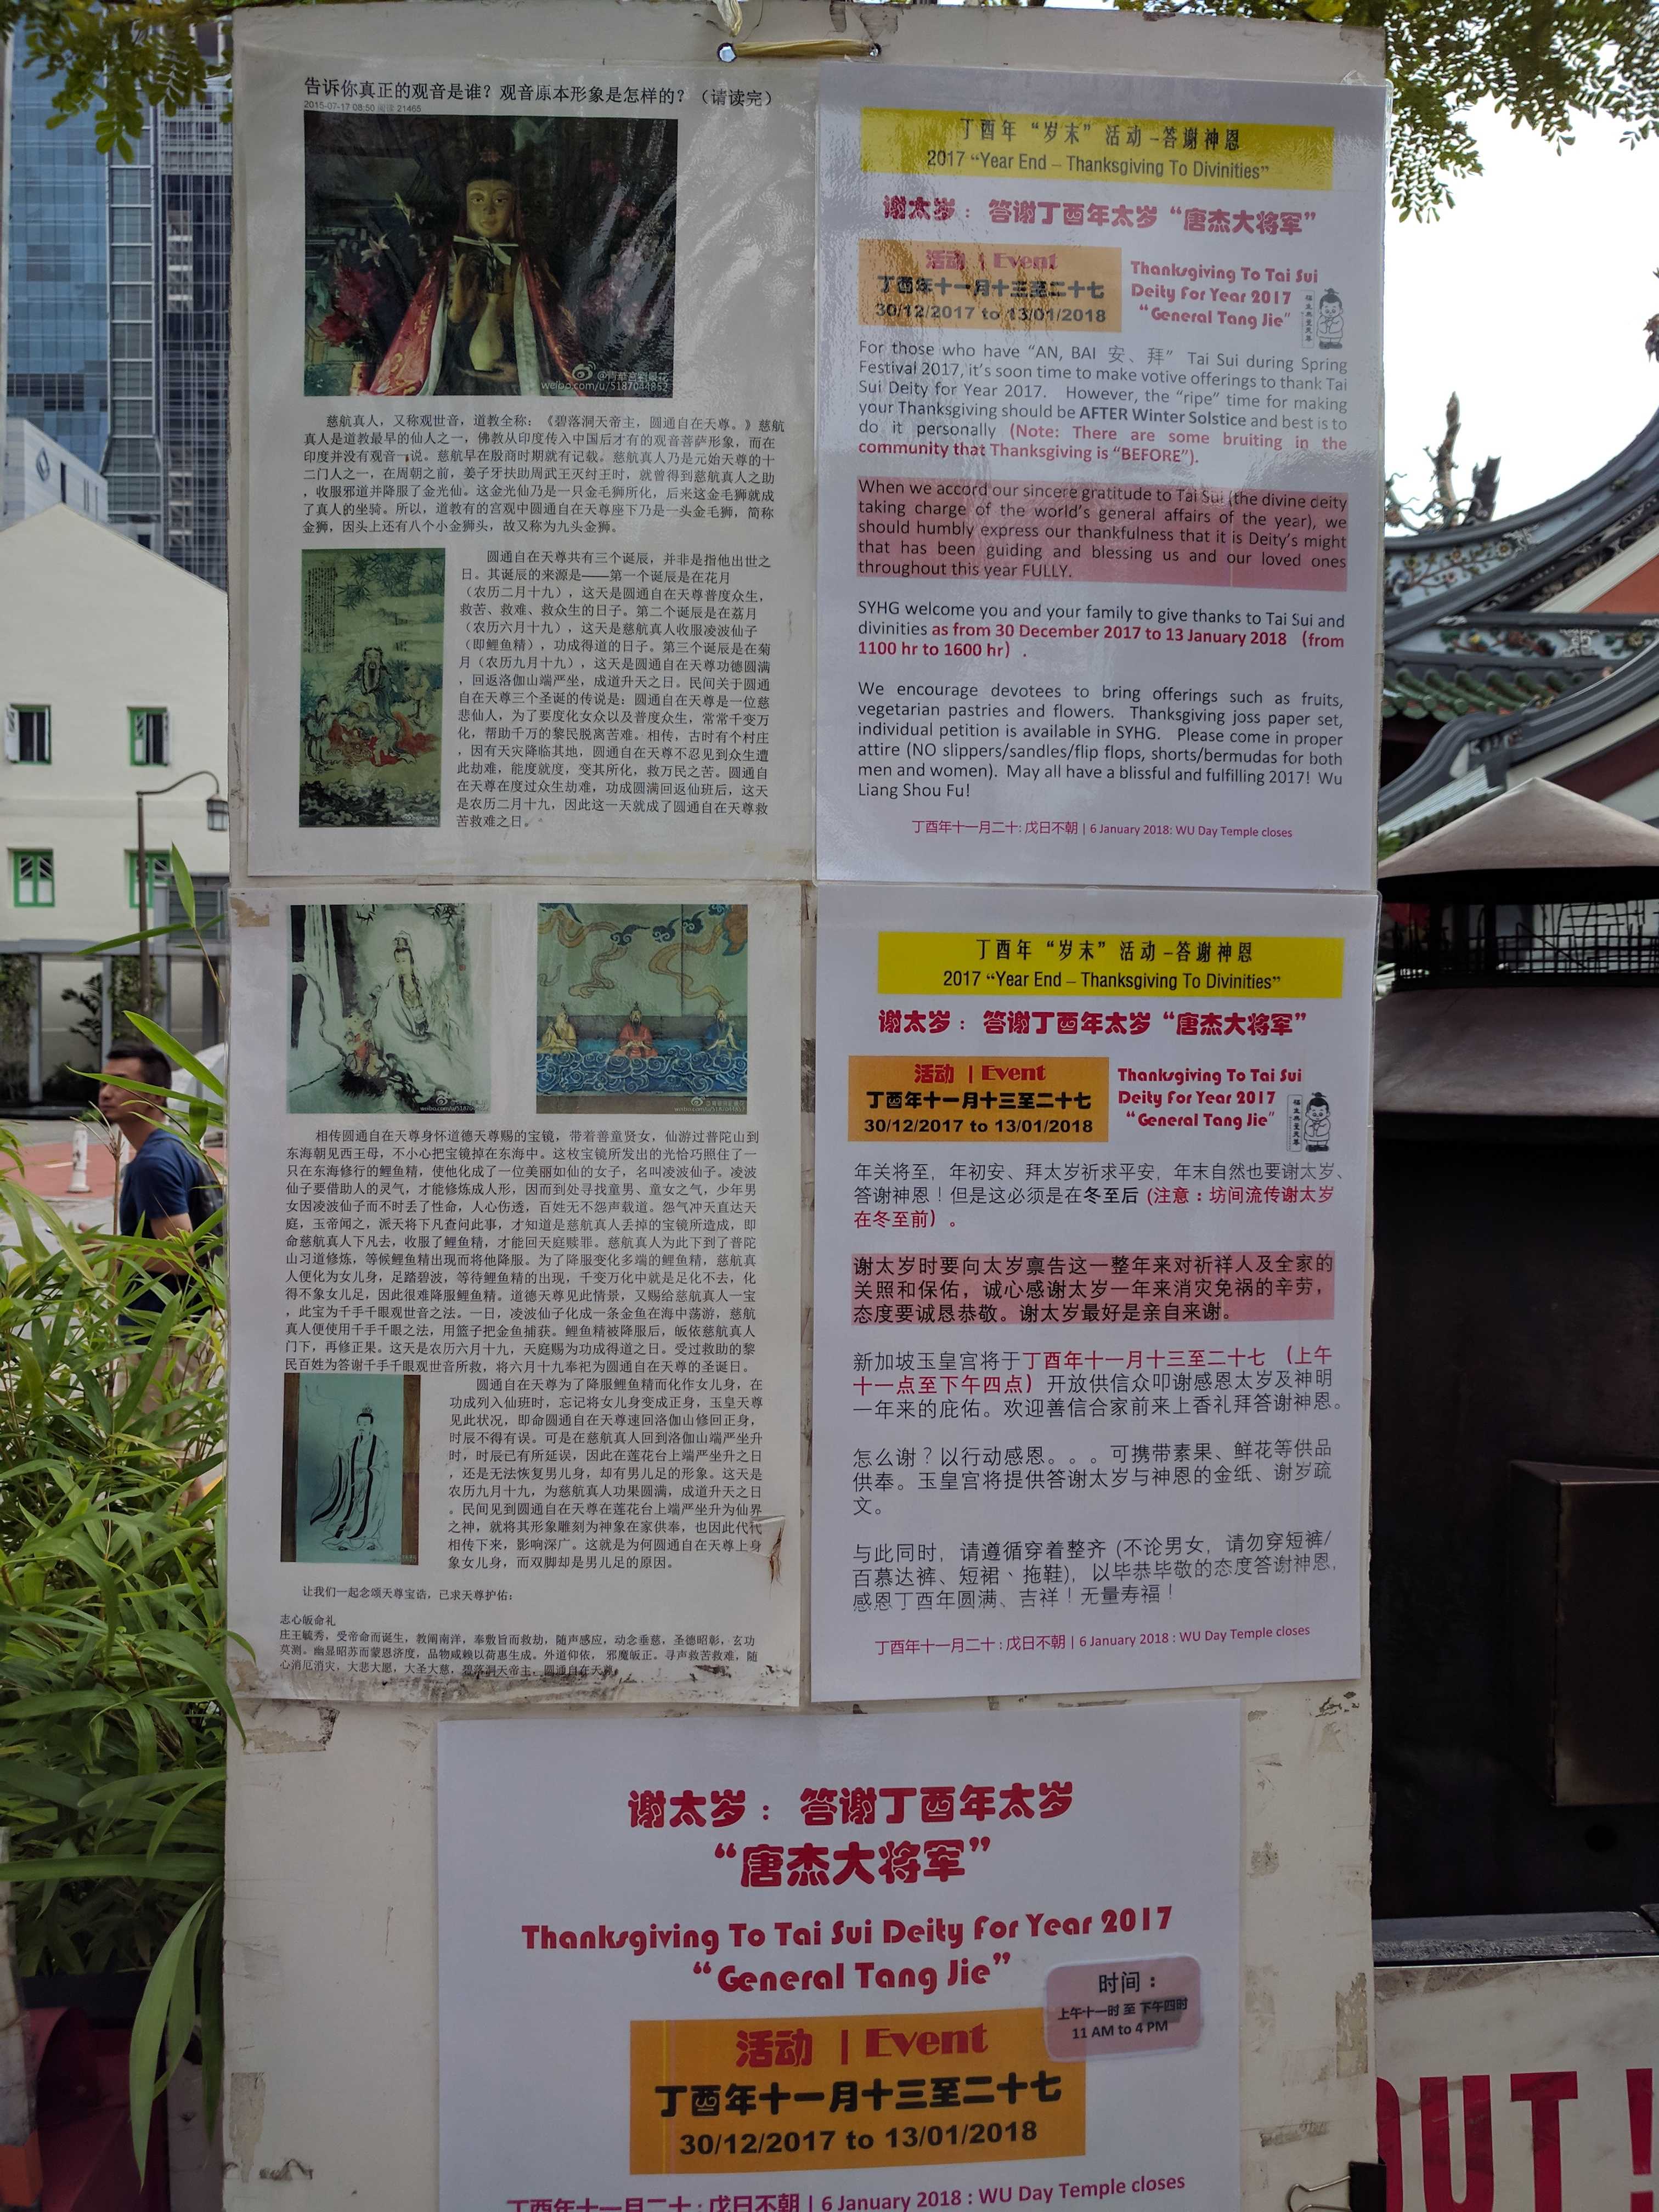 告诉你真正的观音是谁？观音原本形象是怎样的？（请读完）
2015-07-17 08:50 阅读 21465
weibo.com/u/5187044852
慈航真人，又称观世音，道教全称：《碧落洞天帝主，圆通自在天尊。》慈航
真人是道教最早的仙人之一，佛教从印度传入中国后才有的观音菩萨形象，而在
印度并没有观音一说。慈航早在殷商时期就有记载。慈航真人乃是元始天尊的十
二门人之一，在周朝之前，姜子牙扶助周武王灭纣王时，就曾得到慈航真人之助
，收服邪道并降服了金光仙。这金光仙乃是一只金毛狮所化，后来这金毛狮就成
了真人的坐骑。所以，道教有的宫观中圆通自在天尊座下乃是一头金毛狮，简称
金狮，因头上还有八个小金狮头，故又称为九头金狮。
圆通自在天尊共有三个诞辰，并非是指他出世之
日。其诞辰的来源是——第一个诞辰是在花月
（农历二月十九），这天是圆通自在天尊普度众生，
救苦、救难、救众生的日子。第二个诞辰是在荔月
（农历六月十九），这天是慈航真人收服凌波仙子
（即鲤鱼精），功成得道的日子。第三个诞辰是在菊
月（农历九月十九），这天是圆通自在天尊功德圆满
，回返洛伽山端严坐，成道升天之日。民间关于圆通
自在天尊三个圣诞的传说是：圆通自在天尊是一位慈
悲仙人，为了要度化女众以及普度众生，常常千变万
化，帮助千万的黎民脱离苦难。相传，古时有个村庄
，因有天灾降临其地，圆通自在天尊不忍见到众生遭
此劫难，能度就度，变其所化，救万民之苦。圆通自
在天尊在度过众生劫难，功成圆满回返仙班后，这天
是农历二月十九，因此这一天就成了圆通自在天尊救
苦救难之日。
相传圆通自在天尊身怀道德天尊赐的宝镜，带着善童贤女，仙游过普陀山到
东海朝见西王母，不小心把宝镜掉在东海中。这枚宝镜所发出的光恰巧照住了一
只在东海修行的鲤鱼精，使他化成了一位美丽如仙的女子，名叫凌波仙子。凌波
仙子要借助人的灵气，才能修炼成人形，因而到处寻找童男、童女之气，少年男
女因凌波仙子而不时丢了性命，人心伤透，百姓无不怨声载道。怨气冲天直达天
庭，玉帝闻之，派天将下凡查问此事，才知道是慈航真人丢掉的宝镜所造成，即
命慈航真人下凡去，收服了鲤鱼精，才能回天庭赎罪。慈航真人为此下到了普陀
山习道修炼，等候鲤鱼精出现而将他降服。为了降服变化多端的鲤鱼精，慈航真
人便化为女儿身，足踏碧波，等待鲤鱼精的出现，千变万化中就是足化不去，化
得不象女儿足，因此很难降服鲤鱼精。道德天尊见此情景，又赐给慈航真人一宝
，此宝为千手千眼观世音之法。一日，凌波仙子化成一条金鱼在海中荡游，慈航
真人便使用千手千眼之法，用篮子把金鱼捕获。鲤鱼精被降服后，皈依慈航真人
门下，再修正果。这天是农历六月十九，天庭赐为功成得道之日。受过救助的黎
民百姓为答谢千手千眼观世音所救，将六月十九奉祀为圆通自在天尊的圣诞日。
圆通自在天尊为了降服鲤鱼精而化作女儿身，在
功成列入仙班时，忘记将女儿身变成正身，玉皇天尊
见此状况，即命圆通自在天尊速回洛伽山修回正身，
时辰不得有误。可是在慈航真人回到洛伽山端严坐升
时，时辰已有所延误，因此在莲花台上端严坐升之日
，还是无法恢复男儿身，却有男儿足的形象。这天是
农历九月十九，为慈航真人功果圆满，成道升天之日
。民间见到圆通自在天尊在莲花台上端严坐升为仙界
之神，就将其形象雕刻为神象在家供奉，也因此代代
相传下来，影响深广。这就是为何圆通自在天尊上身
象女儿身，而双脚却是男儿足的原因。
让我们一起念颂天尊宝诰，已求天尊护佑：
志心皈命礼
庄王毓秀，受帝命而诞生，教阐南洋，奉敷旨而救劫，随声感应，动念垂慈，圣德昭彰，玄功
莫测。幽显昭苏而蒙恩济度，品物咸赖以荷惠生成。外道仰依，邪魔皈正。寻声救苦救难，随
心消厄消灾，大悲大愿，大圣大慈，碧落洞天帝主，圆通自在天尊
丁酉年“岁末”活动–答谢神恩
2017 “Year End – Thanksgiving To Divinities”
谢太岁：答谢丁酉年太岁“唐杰大将军”
活动 | Event
丁酉年十一月十三至二十七
30/12/2017 to 13/01/2018
Thanksgiving To Tai Sui
Deity For Year 2017
“General Tang Jie”
For those who have “AN, BAI 安、拜” Tai Sui during Spring
Festival 2017, it’s soon time to make votive offerings to thank Tai
Sui Deity for Year 2017. However, the “ripe” time for making
your Thanksgiving should be AFTER Winter Solstice and best is to
do it personally (Note: There are some bruiting in the
community that Thanksgiving is “BEFORE”).
When we accord our sincere gratitude to Tai Sui (the divine deity
taking charge of the world’s general affairs of the year), we
should humbly express our thankfulness that it is Deity’s might
that has been guiding and blessing us and our loved ones
throughout this year FULLY.
SYHG welcome you and your family to give thanks to Tai Sui and
divinities as from 30 December 2017 to 13 January 2018 (from
1100 hr to 1600 hr) .
We encourage devotees to bring offerings such as fruits,
vegetarian pastries and flowers. Thanksgiving joss paper set,
individual petition is available in SYHG. Please come in proper
attire (NO slippers/sandles/flip flops, shorts/bermudas for both
men and women). May all have a blissful and fulfilling 2017! Wu
Liang Shou Fu!
丁酉年十一月二十: 戊日不朝 | 6 January 2018: WU Day Temple closes
丁酉年“岁末”活动–答谢神恩
2017 “Year End – Thanksgiving To Divinities”
谢太岁：答谢丁酉年太岁“唐杰大将军”
活动 | Event
丁酉年十一月十三至二十七
30/12/2017 to 13/01/2018
Thanksgiving To Tai Sui
Deity For Year 2017
“General Tang Jie”
年关将至，年初安、拜太岁祈求平安，年末自然也要谢太岁、
答谢神恩！但是这必须是在冬至后 (注意：坊间流传谢太岁
在冬至前）。
谢太岁时要向太岁禀告这一整年来对祈祥人及全家的
关照和保佑，诚心感谢太岁一年来消灾免祸的辛劳，
态度要诚恳恭敬。谢太岁最好是亲自来谢。
新加坡玉皇宫将于丁酉年十一月十三至二十七 （上午
十一点至下午四点）开放供信众叩谢感恩太岁及神明
一年来的庇佑。欢迎善信合家前来上香礼拜答谢神恩。
怎么谢？以行动感恩。。。可携带素果、鲜花等供品
供奉。玉皇宫将提供答谢太岁与神恩的金纸、谢岁疏
文。
与此同时，请遵循穿着整齐 (不论男女，请勿穿短裤/
百慕达裤、短裙、拖鞋)，以毕恭毕敬的态度答谢神恩，
感恩丁酉年圆满、吉祥！无量寿福！
丁酉年十一月二十 : 戊日不朝 | 6 January 2018 : WU Day Temple closes
谢太岁：答谢丁酉年太岁
“唐杰大将军”
Thanksgiving To Tai Sui Deity For Year 2017
“General Tang Jie”
时间：
上午十一时 至 下午四时
11 AM to 4 PM
活动 | Event
丁酉年十一月十三至二十七
30/12/2017 to 13/01/2018
丁酉年十一月二十 : 戊日不朝 | 6 January 2018 : WU Day Temple closes
OUT !